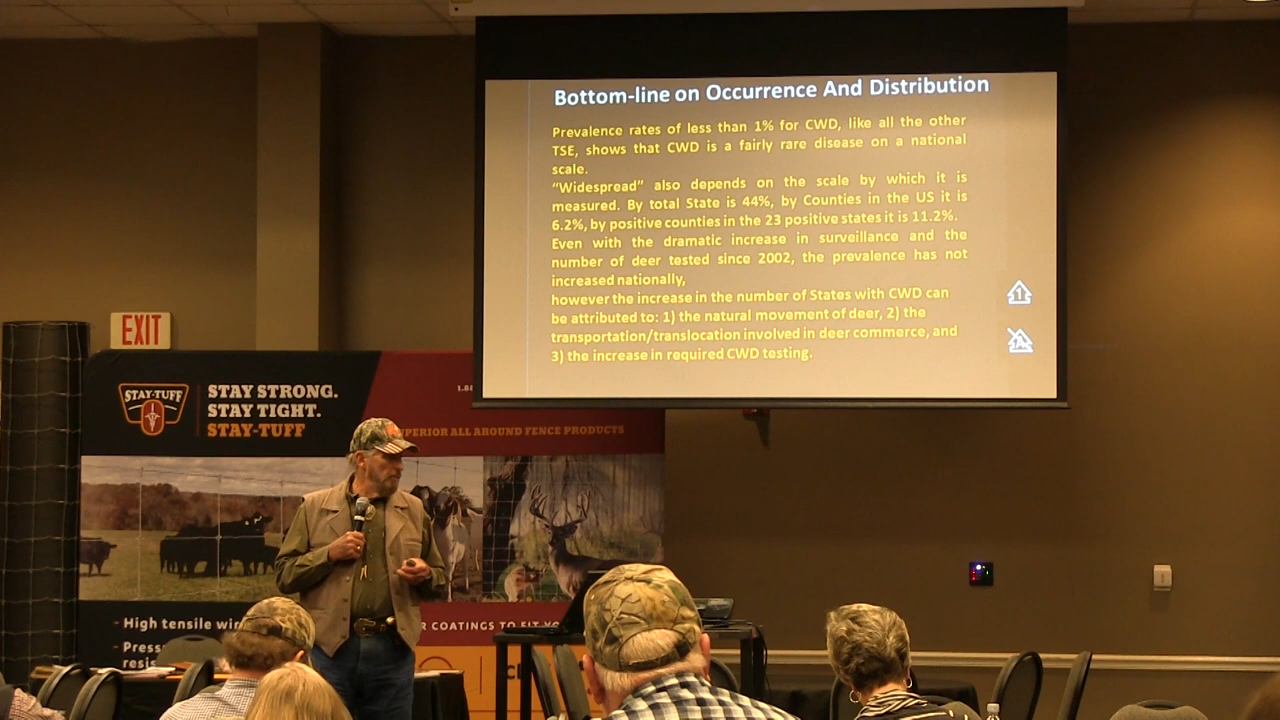 Bottom-line on Occurrence And Distribution
Prevalence rates of less than 1% for CWD, like all the other
TSE, shows that CWD is a fairly rare disease on a national
scale.
“Widespread” also depends on the scale by which it is
measured. By total State is 44%, by Counties in the US it is
6.2%, by positive counties in the 23 positive states it is 11.2%.
Even with the dramatic increase in surveillance and the
number of deer tested since 2002, the prevalence has not
increased nationally,
however the increase in the number of States with CWD can
be attributed to: 1) the natural movement of deer, 2) the
transportation/translocation involved in deer commerce, and
3) the increase in required CWD testing.
1
EXIT
STAY-TUFF
STAY STRONG.
STAY TIGHT.
STAY-TUFF
ALL AROUND FENCE PRODUCTS
- High tensile
COATINGS TO FIT